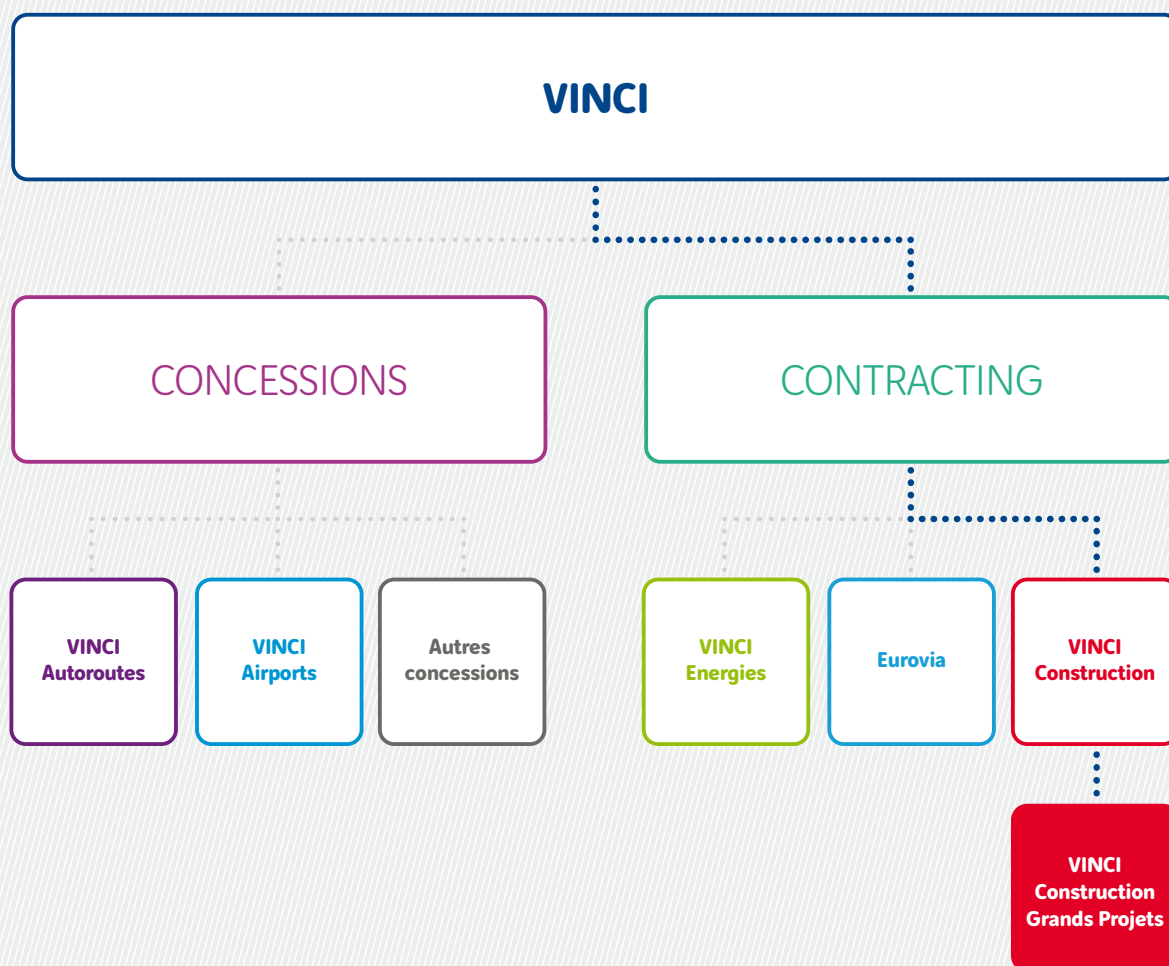 VINCI
CONCESSIONS
CONTRACTING
VINCI
Autoroutes
VINCI
Airports
Autres
concessions
VINCI
Energies
Eurovia
VINCI
Construction
VINCI
Construction
Grands Projets